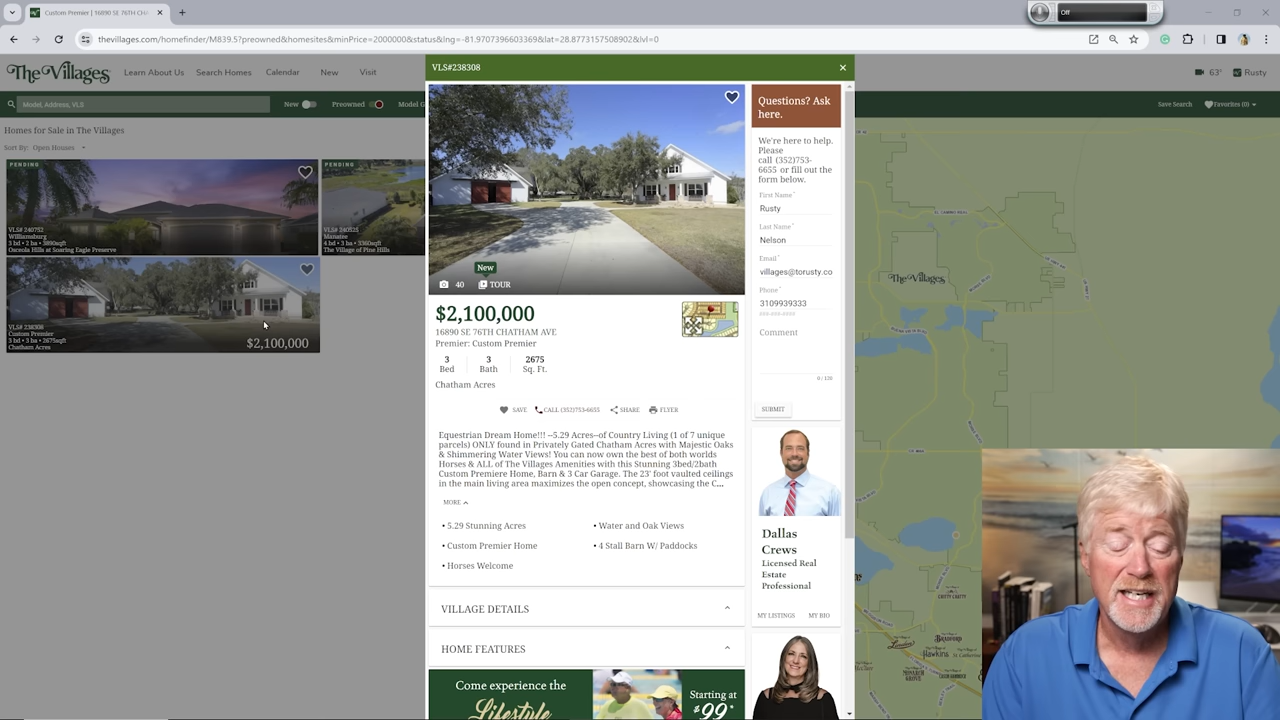 Custom Premier | 16890 SE 76TH CHA
Off
thevillages.com/homefinder/M839.5?preowned&homesites&minPrice=2000000&status&lng=-81.9707396603369&lat=28.8773157508902&lvl=0
The Villages
Learn About Us
Search Homes
Calendar
New
Visit
63°
Rusty
Model, Address, VLS
New
Preowned
Model G
Save Search
Favorites (0)
Homes for Sale in The Villages
Sort By: Open Houses
PENDING
VLS# 240752
Williamsburg
3 bd • 2 ba • 3890sqft
Osceola Hills at Soaring Eagle Preserve
PENDING
VLS# 240325
Manatee
4 bd • 3 ba • 3360sqft
The Village of Pine Hills
VLS# 238308
Custom Premier
3 bd • 3 ba • 2675sqft
Chatham Acres
$2,100,000
VLS#238308
New
40
TOUR
$2,100,000
16890 SE 76TH CHATHAM AVE
Premier: Custom Premier
3
Bed
3
Bath
2675
Sq. Ft.
Chatham Acres
SAVE
CALL (352)753-6655
SHARE
FLYER
Equestrian Dream Home!!! --5.29 Acres--of Country Living (1 of 7 unique
parcels) ONLY found in Privately Gated Chatham Acres with Majestic Oaks
& Shimmering Water Views! You can now own the best of both worlds
Horses & ALL of The Villages Amenities with this Stunning 3bed/2bath
Custom Premiere Home, Barn & 3 Car Garage. The 23' foot vaulted ceilings
in the main living area maximizes the open concept, showcasing the C...
MORE
• 5.29 Stunning Acres
• Water and Oak Views
• Custom Premier Home
• 4 Stall Barn W/ Paddocks
• Horses Welcome
VILLAGE DETAILS
HOME FEATURES
Come experience the
Lifestyle
Starting at
$99*
Questions? Ask
here.
We're here to help.
Please
call (352)753-
6655 or fill out the
form below.
First Name*
Rusty
Last Name*
Nelson
Email*
villages@torusty.co
Phone*
3109939333
###-###-####
Comment
0 / 120
SUBMIT
Dallas
Crews
Licensed Real
Estate
Professional
MY LISTINGS
MY BIO
The Villages
BRADFORD
Hawkins